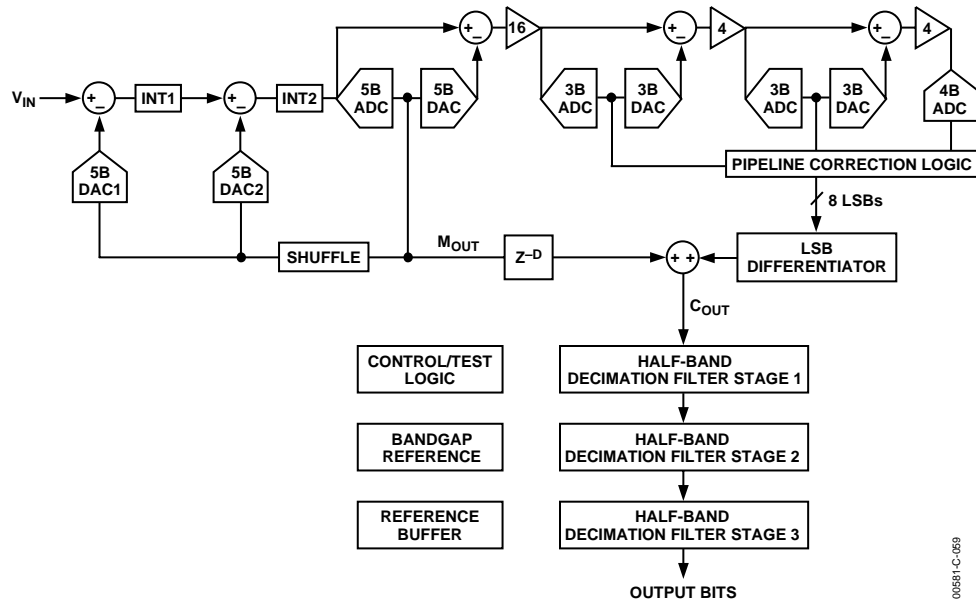 16
4
4
+ –
+ –
+ –
+ –
+ –
V_IN
INT1
INT2
5B
ADC
5B
DAC
3B
ADC
3B
DAC
3B
ADC
3B
DAC
4B
ADC
5B
DAC1
5B
DAC2
PIPELINE CORRECTION LOGIC
8 LSBs
SHUFFLE
M_OUT
Z–D
+ +
LSB
DIFFERENTIATOR
C_OUT
CONTROL/TEST
LOGIC
HALF-BAND
DECIMATION FILTER STAGE 1
BANDGAP
REFERENCE
HALF-BAND
DECIMATION FILTER STAGE 2
REFERENCE
BUFFER
HALF-BAND
DECIMATION FILTER STAGE 3
OUTPUT BITS
00581-C-059